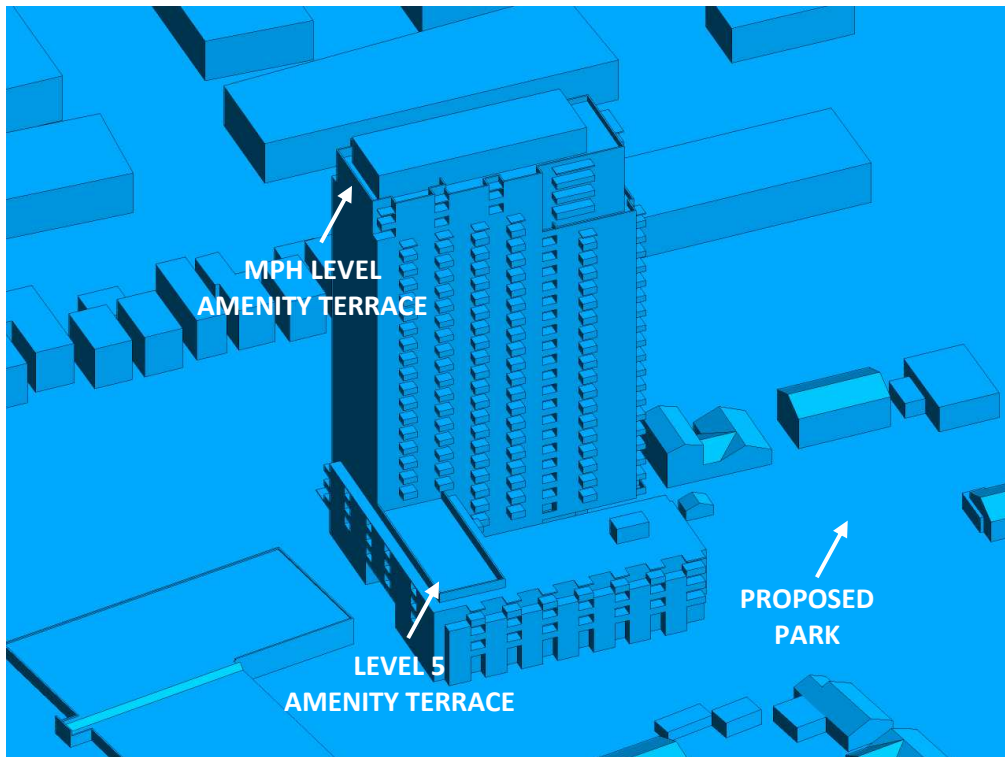 MPH LEVEL
AMENITY TERRACE
PROPOSED
PARK
LEVEL 5
AMENITY TERRACE